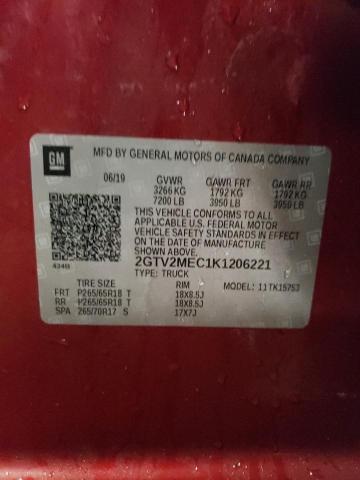 GM
MFD BY GENERAL MOTORS OF CANADA COMPANY
06/19 GVWR GAWR FRT GAWR RR
3266 KG 1792 KG 1792 KG
7200 LB 3950 LB 3950 LB
THIS VEHICLE CONFORMS TO ALL
APPLICABLE U.S. FEDERAL MOTOR
VEHICLE SAFETY STANDARDS IN EFFECT
ON THE DATE OF MANUFACTURE
SHOWN ABOVE.
2GTV2MEC1K1206221
TYPE: TRUCK MODEL: 11TK15753
TIRE SIZE RIM
FRT P265/65R18 T 18X8.5J
RR P265/65R18 T 18X8.5J
SPA 265/70R17 S 17X7J